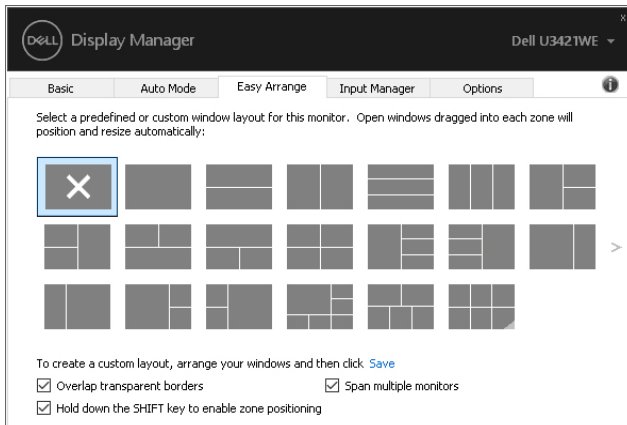 DELL Display Manager
Dell U3421WE
Basic Auto Mode Easy Arrange Input Manager Options
Select a predefined or custom window layout for this monitor. Open windows dragged into each zone will
position and resize automatically:
To create a custom layout, arrange your windows and then click Save
Overlap transparent borders Span multiple monitors
Hold down the SHIFT key to enable zone positioning